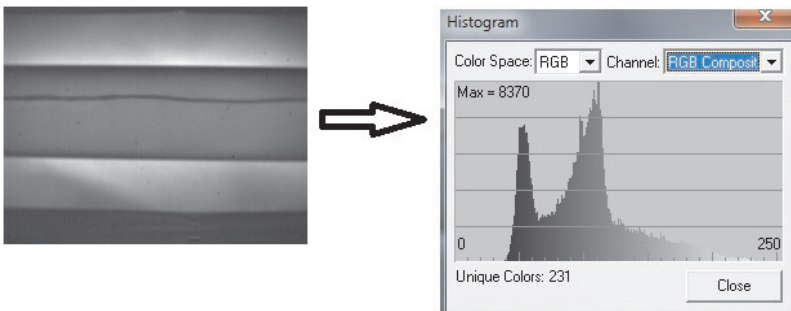 Histogram
Color Space: RGB Channel: RGB Composit
Max = 8370
0 250
Unique Colors: 231
Close